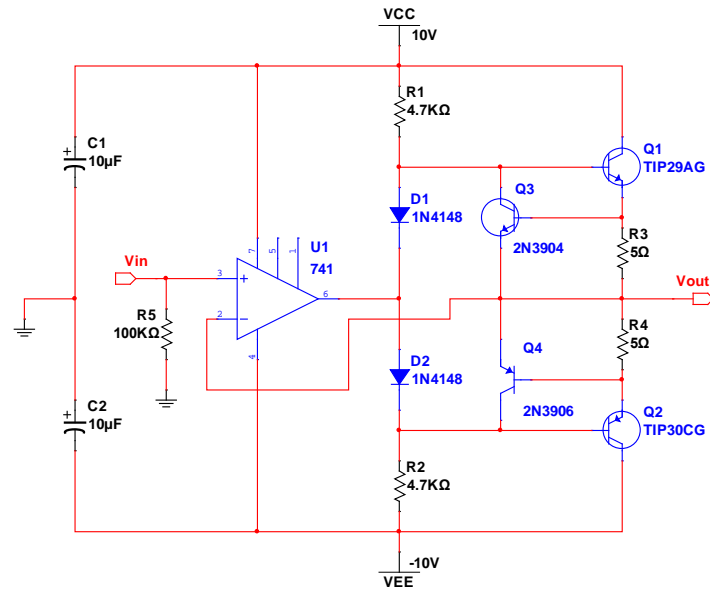 VCC
10V
R1
4.7KΩ
C1
+
10µF
Q1
TIP29AG
D1
1N4148
Q3
2N3904
R3
5Ω
U1
741
7
5
1
Vin
3
+
6
2
−
4
R5
100KΩ
Vout
R4
5Ω
Q4
2N3906
D2
1N4148
C2
+
10µF
Q2
TIP30CG
R2
4.7KΩ
-10V
VEE